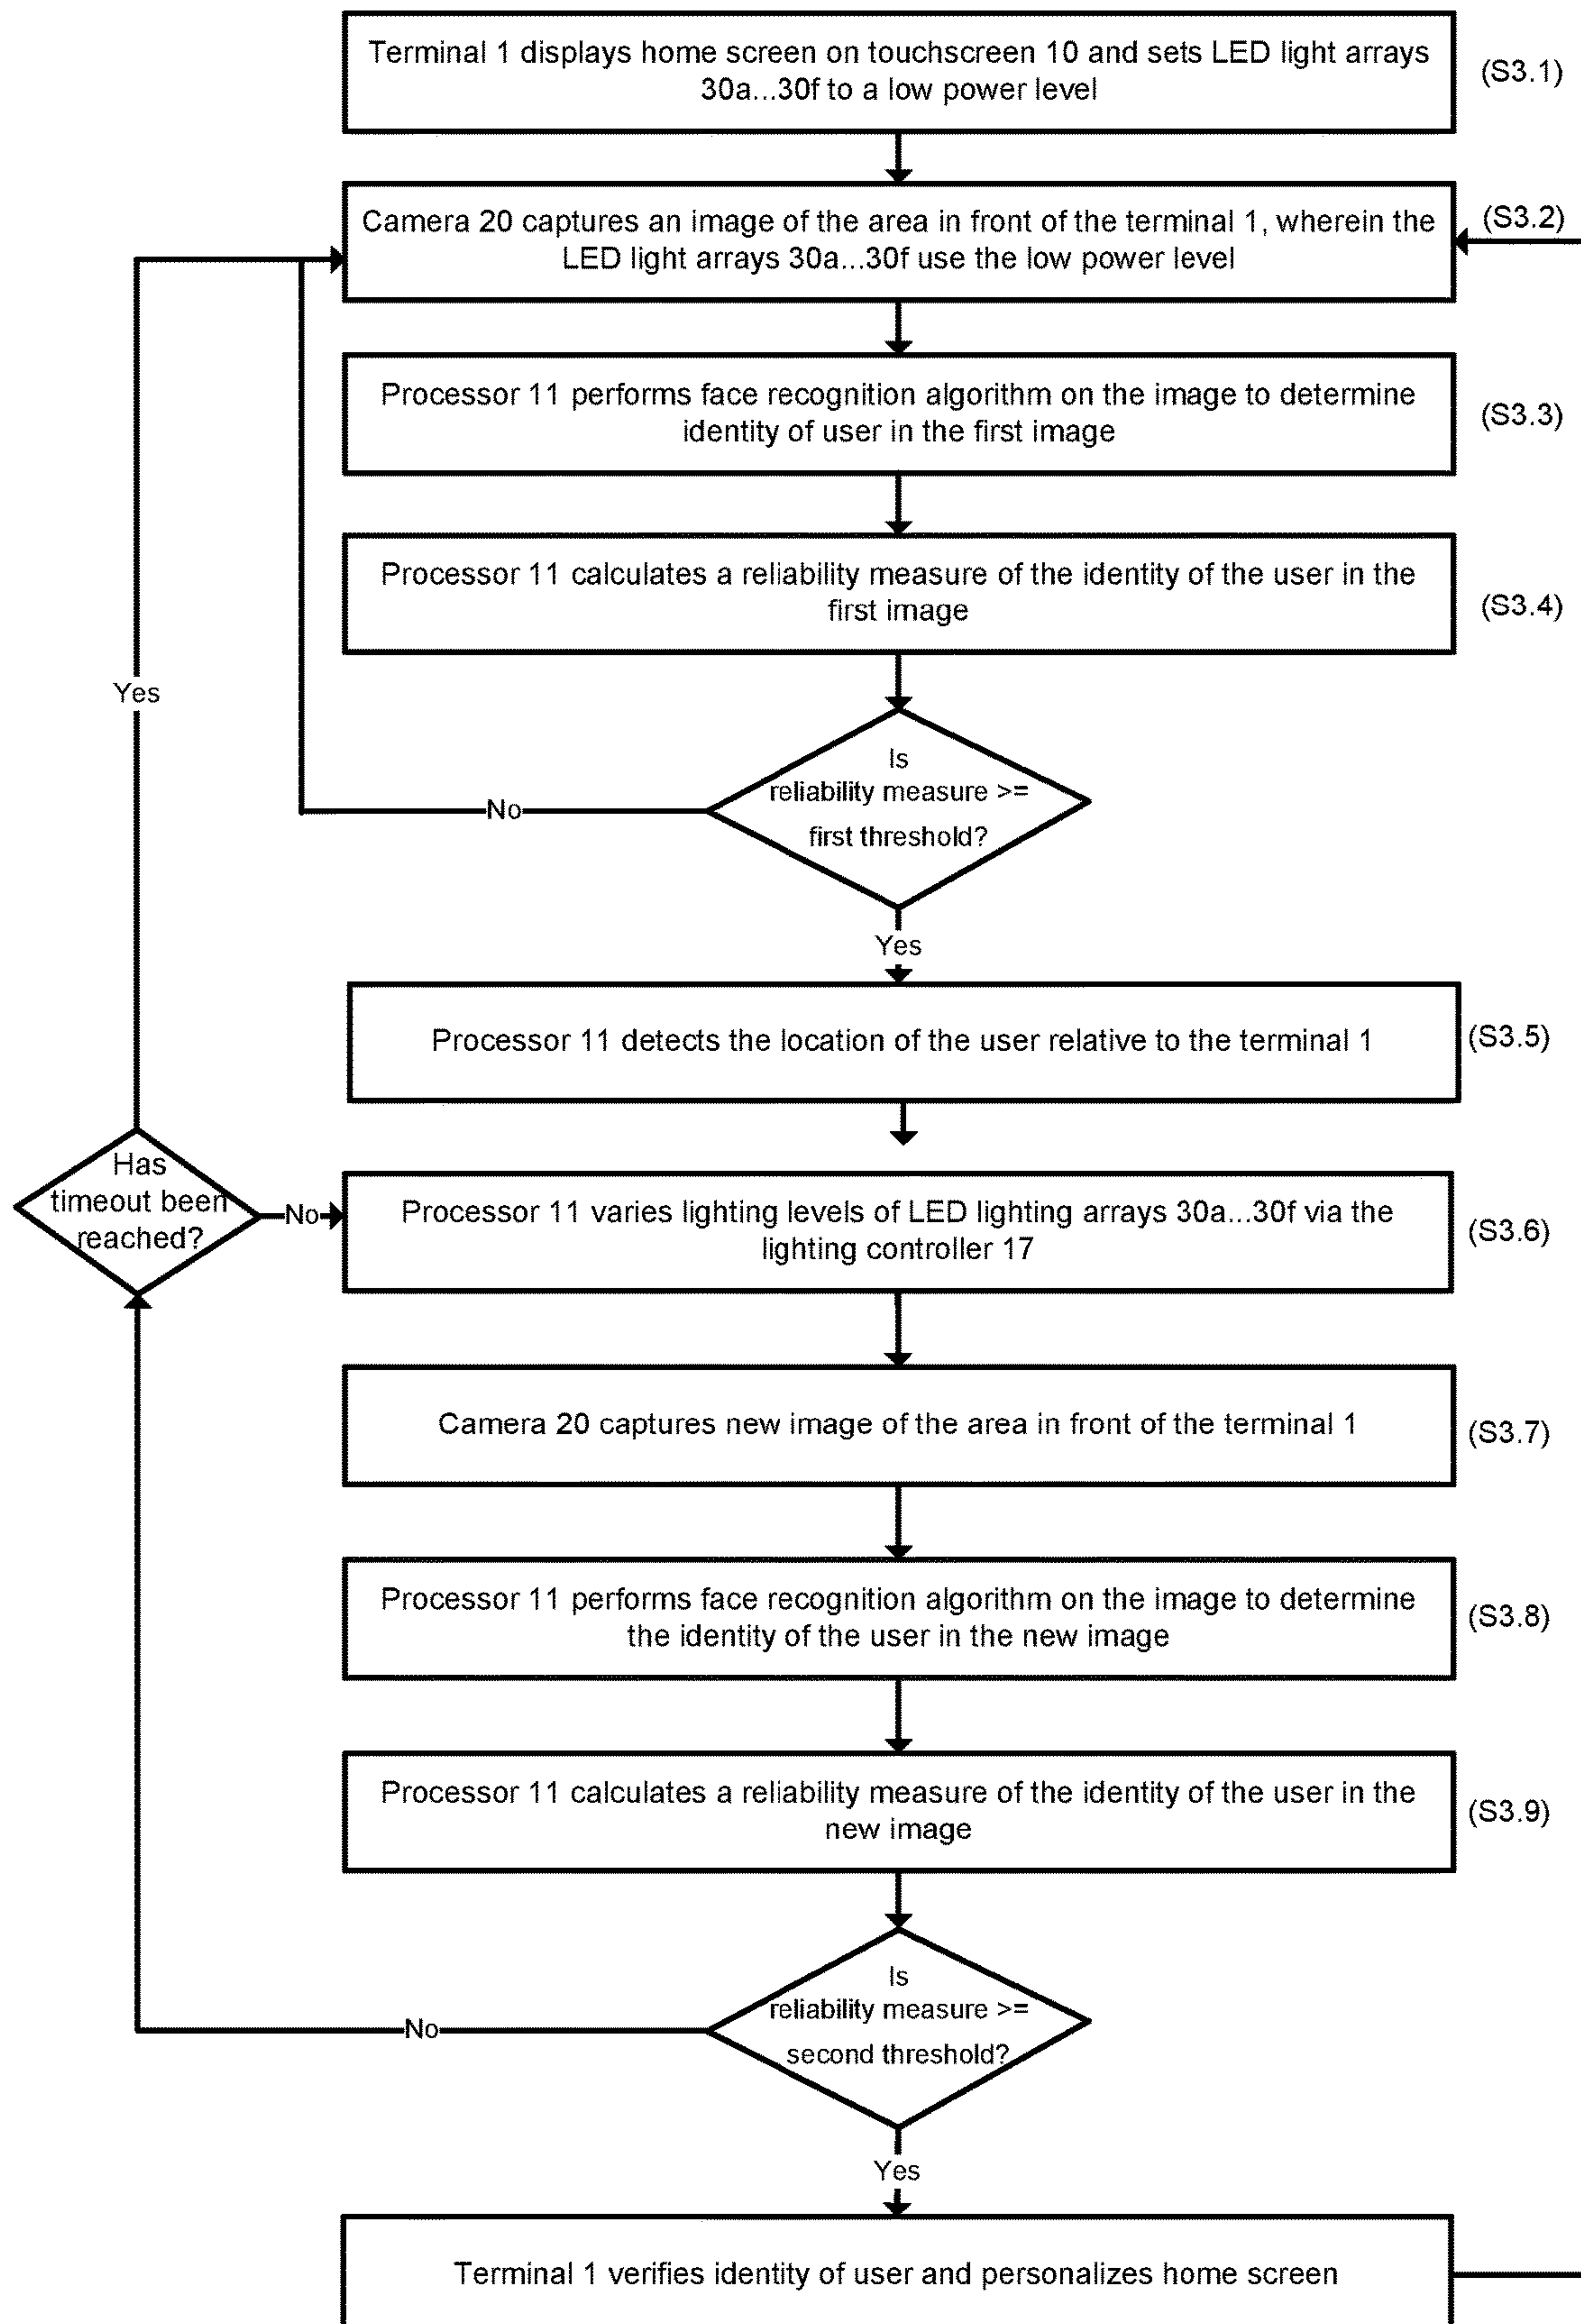 Terminal 1 displays home screen on touchscreen 10 and sets LED light arrays
30a...30f to a low power level
(S3.1)
Camera 20 captures an image of the area in front of the terminal 1, wherein the
LED light arrays 30a...30f use the low power level
(S3.2)
Processor 11 performs face recognition algorithm on the image to determine
identity of user in the first image
(S3.3)
Processor 11 calculates a reliability measure of the identity of the user in the
first image
(S3.4)
Yes
Is
reliability measure >=
first threshold?
No
Yes
Processor 11 detects the location of the user relative to the terminal 1
(S3.5)
Has
timeout been
reached?
No
Processor 11 varies lighting levels of LED lighting arrays 30a...30f via the
lighting controller 17
(S3.6)
Camera 20 captures new image of the area in front of the terminal 1
(S3.7)
Processor 11 performs face recognition algorithm on the image to determine
the identity of the user in the new image
(S3.8)
Processor 11 calculates a reliability measure of the identity of the user in the
new image
(S3.9)
Is
reliability measure >=
second threshold?
No
Yes
Terminal 1 verifies identity of user and personalizes home screen